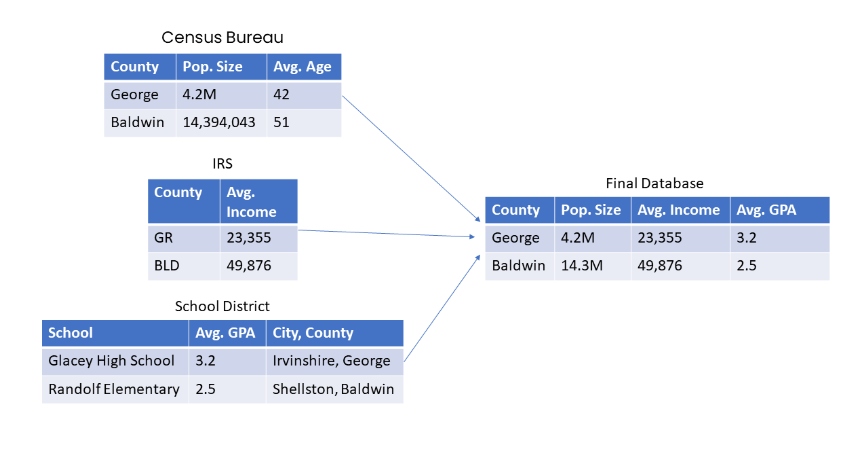 Census Bureau
County Pop. Size Avg. Age
George 4.2M 42
Baldwin 14,394,043 51
IRS
County Avg.
Income
GR 23,355
BLD 49,876
School District
School Avg. GPA City, County
Glacey High School 3.2 Irvinshire, George
Randolf Elementary 2.5 Shellston, Baldwin
Final Database
County Pop. Size Avg. Income Avg. GPA
George 4.2M 23,355 3.2
Baldwin 14.3M 49,876 2.5